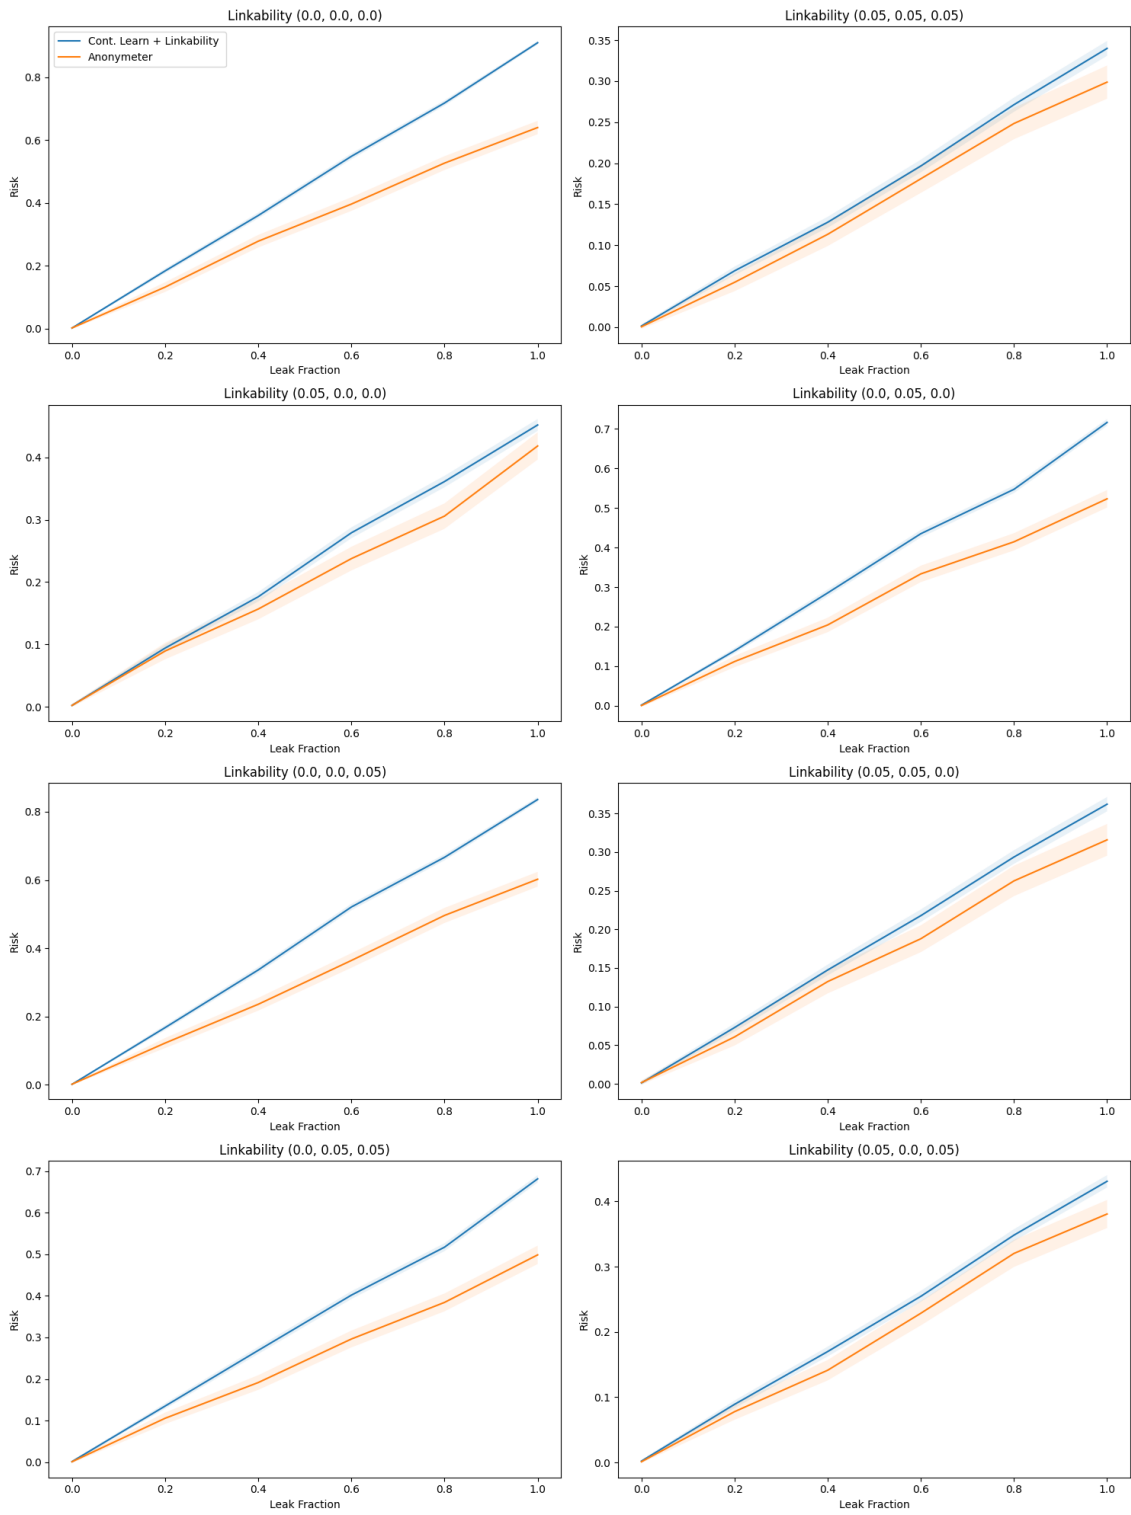 Linkability (0.0, 0.0, 0.0)
Cont. Learn + Linkability
Anonymeter
0.8
0.6
0.4
0.2
0.0
Risk
0.0 0.2 0.4 0.6 0.8 1.0
Leak Fraction
Linkability (0.05, 0.05, 0.05)
0.35
0.30
0.25
0.20
0.15
0.10
0.05
0.00
Risk
0.0 0.2 0.4 0.6 0.8 1.0
Leak Fraction
Linkability (0.05, 0.0, 0.0)
0.4
0.3
0.2
0.1
0.0
Risk
0.0 0.2 0.4 0.6 0.8 1.0
Leak Fraction
Linkability (0.0, 0.05, 0.0)
0.7
0.6
0.5
0.4
0.3
0.2
0.1
0.0
Risk
0.0 0.2 0.4 0.6 0.8 1.0
Leak Fraction
Linkability (0.0, 0.0, 0.05)
0.8
0.6
0.4
0.2
0.0
Risk
0.0 0.2 0.4 0.6 0.8 1.0
Leak Fraction
Linkability (0.05, 0.05, 0.0)
0.35
0.30
0.25
0.20
0.15
0.10
0.05
0.00
Risk
0.0 0.2 0.4 0.6 0.8 1.0
Leak Fraction
Linkability (0.0, 0.05, 0.05)
0.7
0.6
0.5
0.4
0.3
0.2
0.1
0.0
Risk
0.0 0.2 0.4 0.6 0.8 1.0
Leak Fraction
Linkability (0.05, 0.0, 0.05)
0.4
0.3
0.2
0.1
0.0
Risk
0.0 0.2 0.4 0.6 0.8 1.0
Leak Fraction